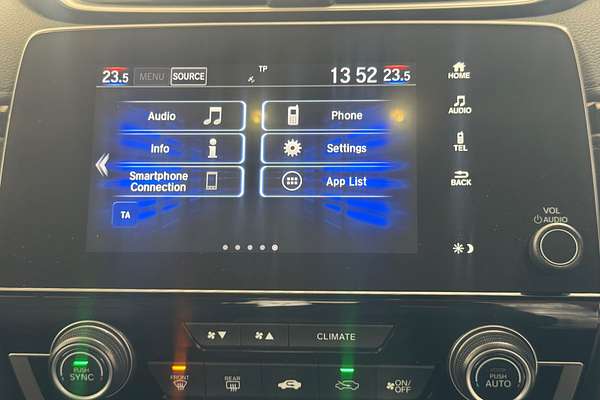 23.5 MENU SOURCE TP 13 52 23.5
HOME
Audio Phone
AUDIO
Info i Settings
TEL
Smartphone
Connection
App List
BACK
TA
VOL
AUDIO
CLIMATE
PUSH
SYNC
FRONT
REAR
ON/
OFF
PUSH
AUTO